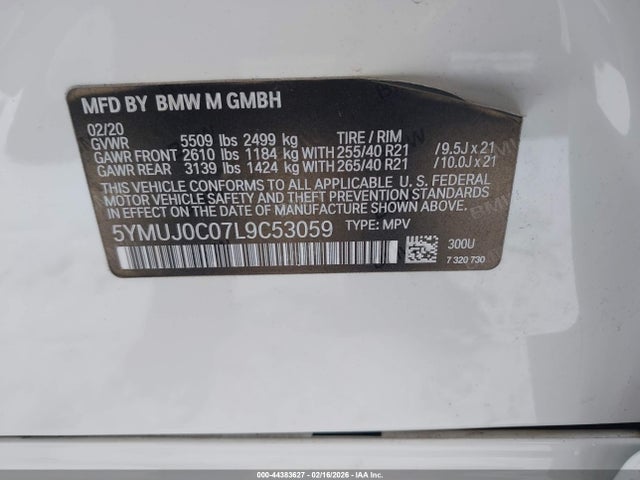 MFD BY BMW M GMBH
02/20
GVWR 5509 lbs 2499 kg TIRE / RIM
GAWR FRONT 2610 lbs 1184 kg WITH 255/40 R21 /9.5J x 21
GAWR REAR 3139 lbs 1424 kg WITH 265/40 R21 /10.0J x 21
THIS VEHICLE CONFORMS TO ALL APPLICABLE U. S. FEDERAL
MOTOR VEHICLE SAFETY AND THEFT PREVENTION STANDARDS
IN EFFECT ON THE DATE OF MANUFACTURE SHOWN ABOVE.
5YMUJ0C07L9C53059 TYPE: MPV
300U
7 320 730
000-44383627 - 02/16/2026 - IAA, Inc.